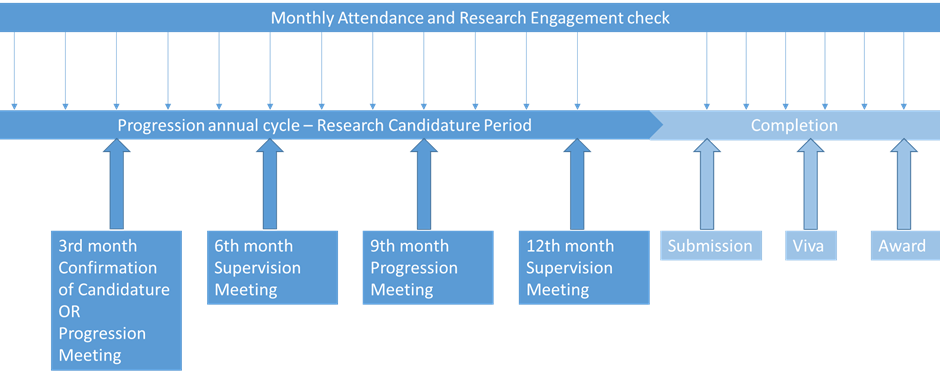 Monthly Attendance and Research Engagement check
Progression annual cycle – Research Candidature Period
Completion
3rd month
Confirmation
of Candidature
OR
Progression
Meeting
6th month
Supervision
Meeting
9th month
Progression
Meeting
12th month
Supervision
Meeting
Submission
Viva
Award